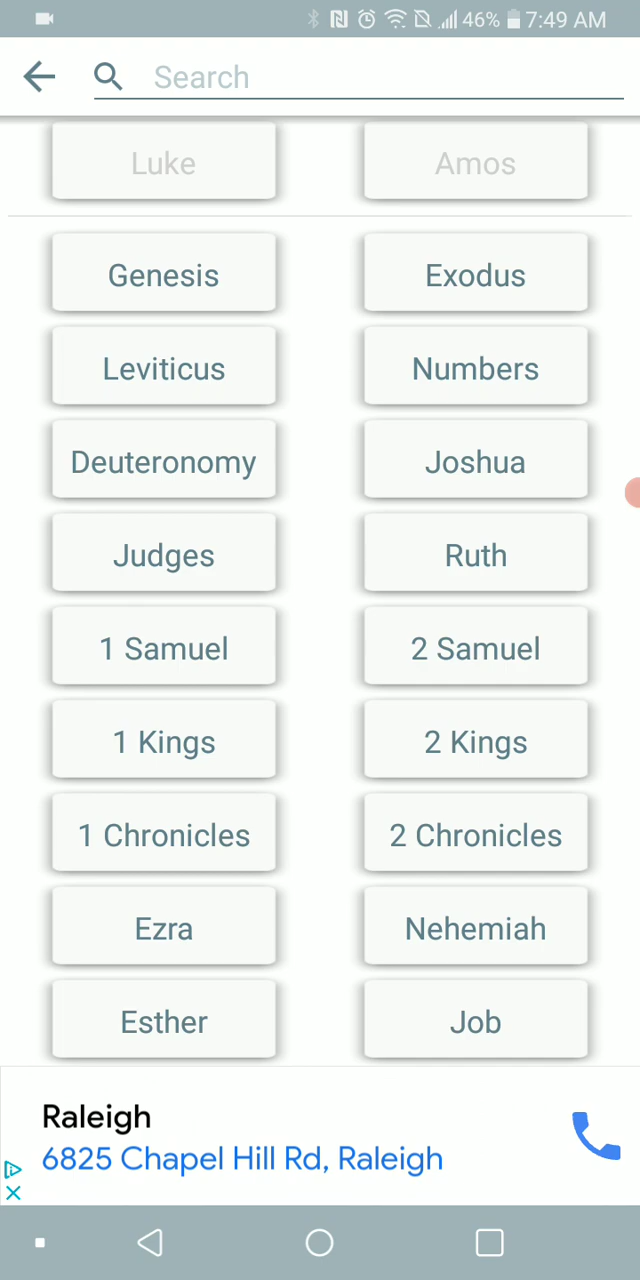 46% 7:49 AM
Search
Luke Amos
Genesis Exodus
Leviticus Numbers
Deuteronomy Joshua
Judges Ruth
1 Samuel 2 Samuel
1 Kings 2 Kings
1 Chronicles 2 Chronicles
Ezra Nehemiah
Esther Job
Raleigh
6825 Chapel Hill Rd, Raleigh